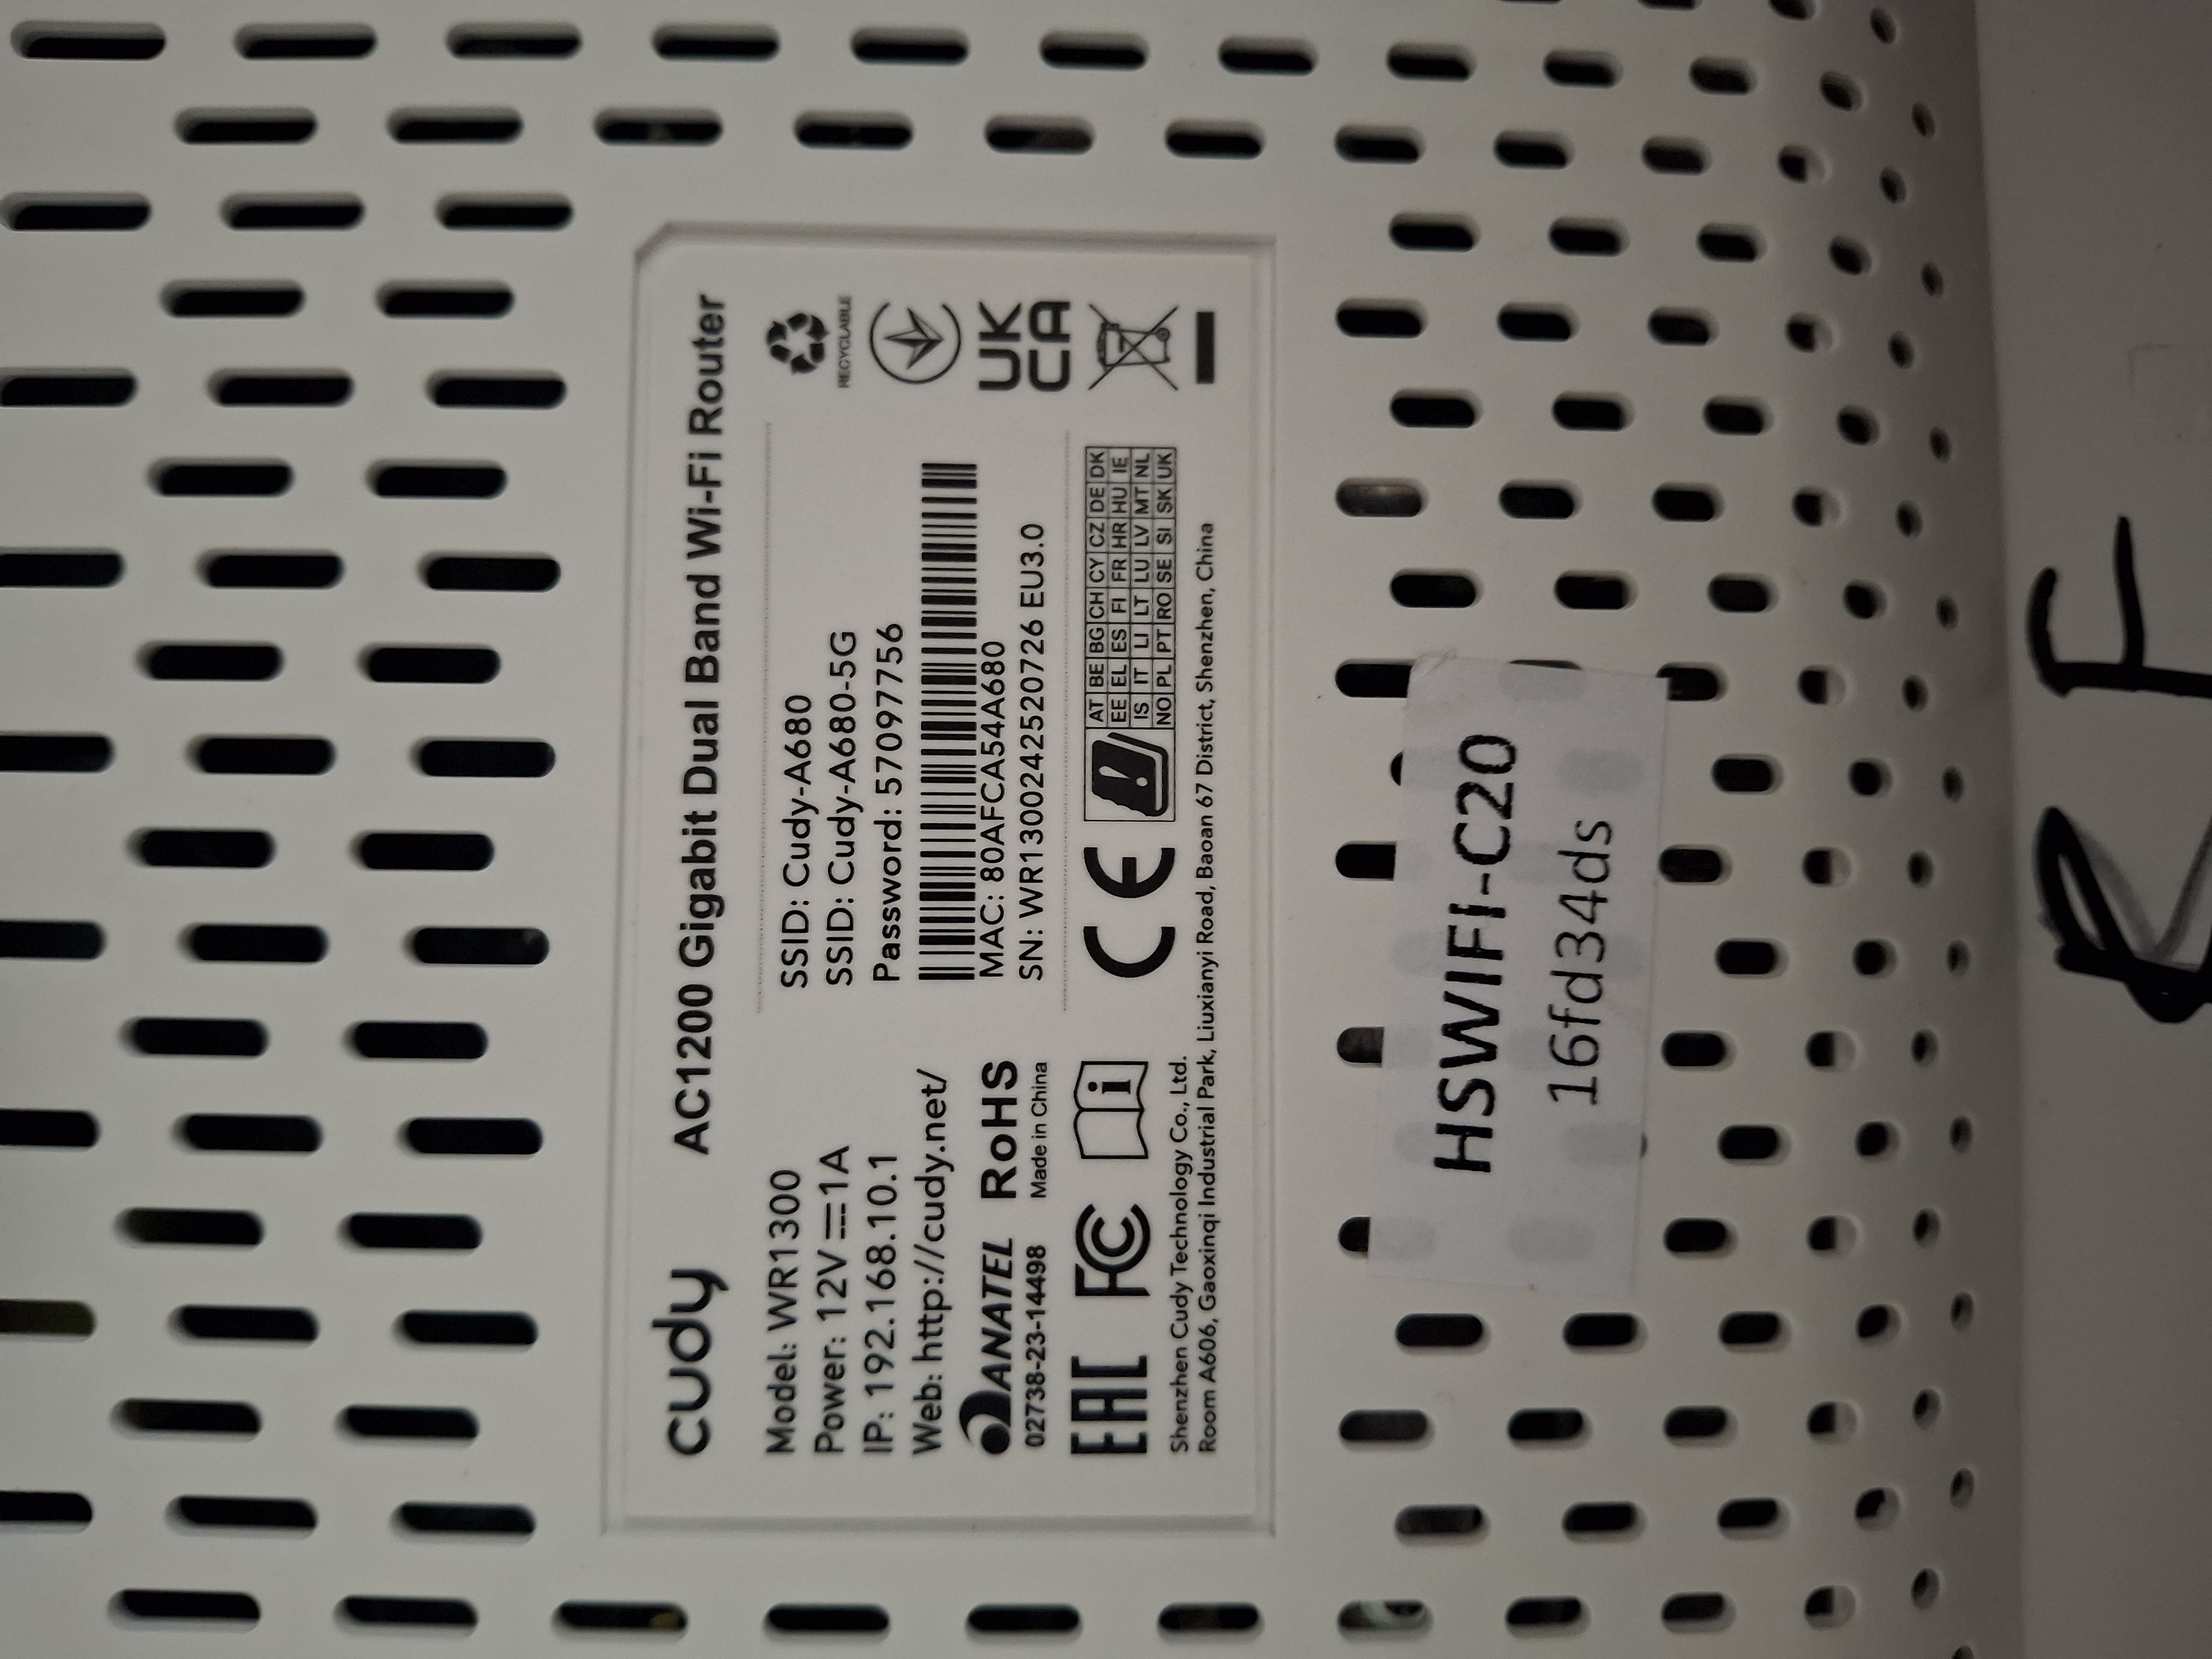 cudy AC1200 Gigabit Dual Band Wi-Fi Router
Model: WR1300
Power: 12V⎓1A
IP: 192.168.10.1
Web: http://cudy.net/
ANATEL RoHS
02738-23-14498 Made in China
EAC FC
SSID: Cudy-A680
SSID: Cudy-A680-5G
Password: 57097756
MAC: 80AFCA54A680
SN: WR1300242520726 EU3.0
CE
AT BE BG CH CY CZ DE DK
EE EL ES FI FR HR HU IE
IS IT LI LT LU LV MT NL
NO PL PT RO SE SI SK UK
RECYCLABLE
UK
CA
Shenzhen Cudy Technology Co., Ltd.
Room A606, Gaoxinqi Industrial Park, Liuxianyi Road, Baoan 67 District, Shenzhen, China
HSWIFI-C20
16fd34ds